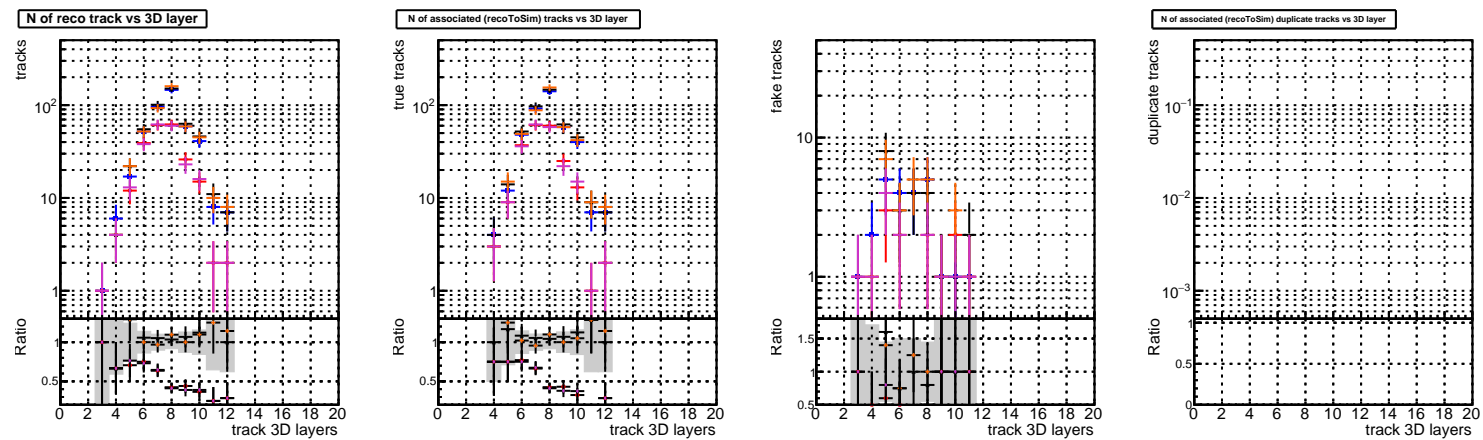 N of reco track vs 3D layer
tracks
10²
10
1
Ratio
1
0.5
0 2 4 6 8 10 12 14 16 18 20
track 3D layers
N of associated (recoToSim) tracks vs 3D layer
true tracks
10²
10
1
Ratio
1
0.5
0 2 4 6 8 10 12 14 16 18 20
track 3D layers
fake tracks
10
1
Ratio
1.5
1
0.5
0 2 4 6 8 10 12 14 16 18 20
track 3D layers
N of associated (recoToSim) duplicate tracks vs 3D layer
duplicate tracks
10⁻¹
10⁻²
10⁻³
Ratio
1
0.5
0
0 2 4 6 8 10 12 14 16 18 20
track 3D layers